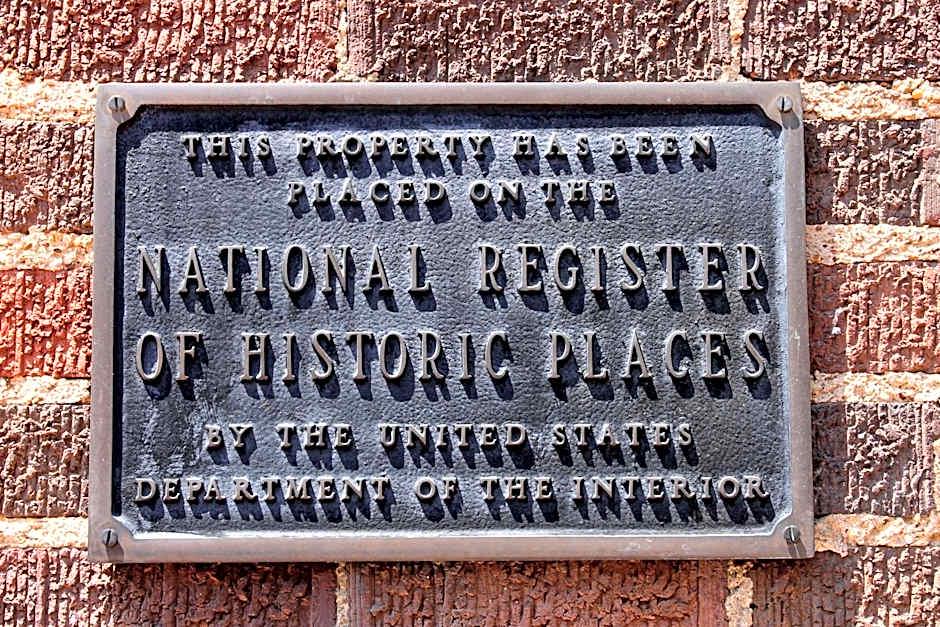 THIS PROPERTY HAS BEEN
PLACED ON THE
NATIONAL REGISTER
OF HISTORIC PLACES
BY THE UNITED STATES
DEPARTMENT OF THE INTERIOR